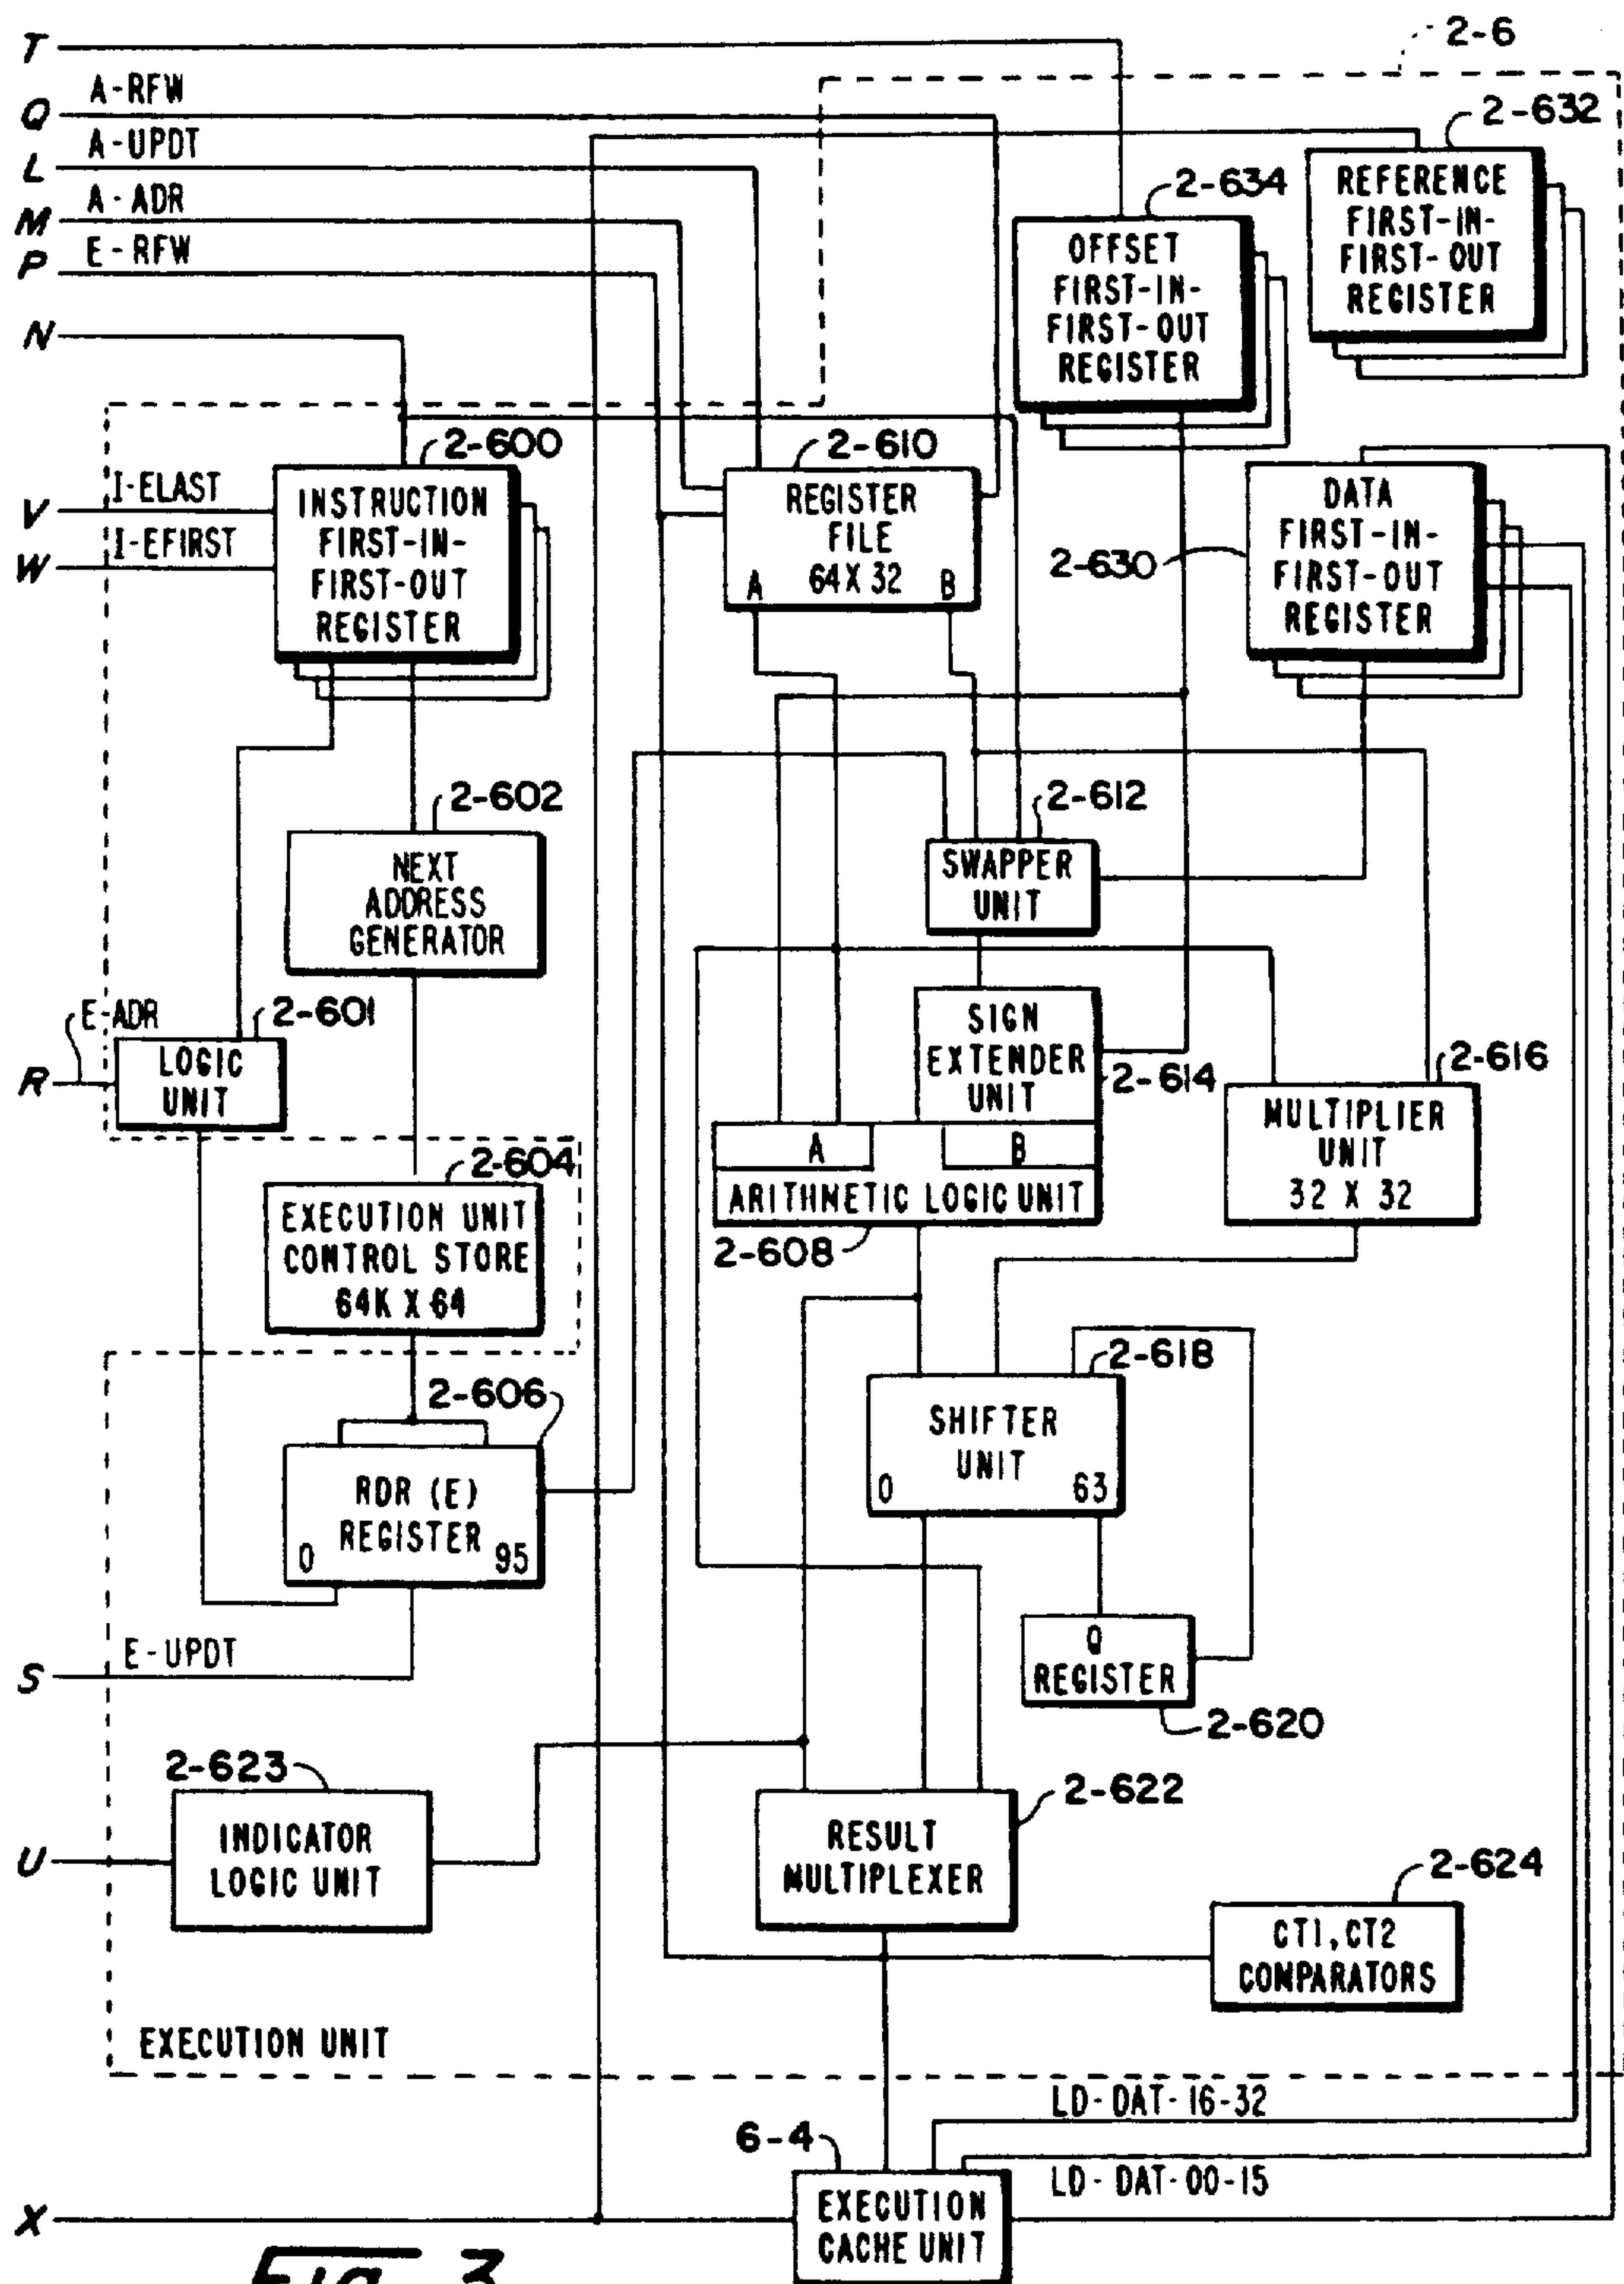 T
2-6
A-RFW
Q
2-632
A-UPDT
L
REFERENCE
FIRST-IN-
FIRST-OUT
REGISTER
2-634
A-ADR
M
OFFSET
FIRST-IN-
FIRST-OUT
REGISTER
E-RFW
P
N
2-600
2-610
I-ELAST
V
INSTRUCTION
FIRST-IN-
FIRST-OUT
REGISTER
REGISTER
FILE
64X32
A
B
DATA
FIRST-IN-
FIRST-OUT
REGISTER
I-EFIRST
W
2-630
2-602
2-612
NEXT
ADDRESS
GENERATOR
SWAPPER
UNIT
E-ADR
2-601
SIGN
EXTENDER
UNIT
2-614
2-616
R
LOGIC
UNIT
MULTIPLIER
UNIT
32 X 32
A
B
2-604
ARITHMETIC LOGIC UNIT
EXECUTION UNIT
CONTROL STORE
64K X 64
2-608
2-618
2-606
SHIFTER
UNIT
0
63
RDR (E)
REGISTER
0
95
E-UPDT
S
Q
REGISTER
2-620
2-623
2-622
INDICATOR
LOGIC UNIT
U
RESULT
MULTIPLEXER
2-624
CT1, CT2
COMPARATORS
EXECUTION UNIT
LD-DAT-16-32
6-4
LD-DAT-00-15
X
EXECUTION
CACHE UNIT
Fig. 3